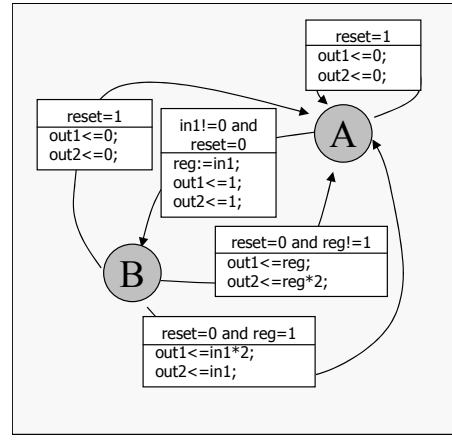 reset=1
out1<=0;
out2<=0;
reset=1
out1<=0;
out2<=0;
in1!=0 and
reset=0
reg:=in1;
out1<=1;
out2<=1;
A
reset=0 and reg!=1
out1<=reg;
out2<=reg*2;
B
reset=0 and reg=1
out1<=in1*2;
out2<=in1;